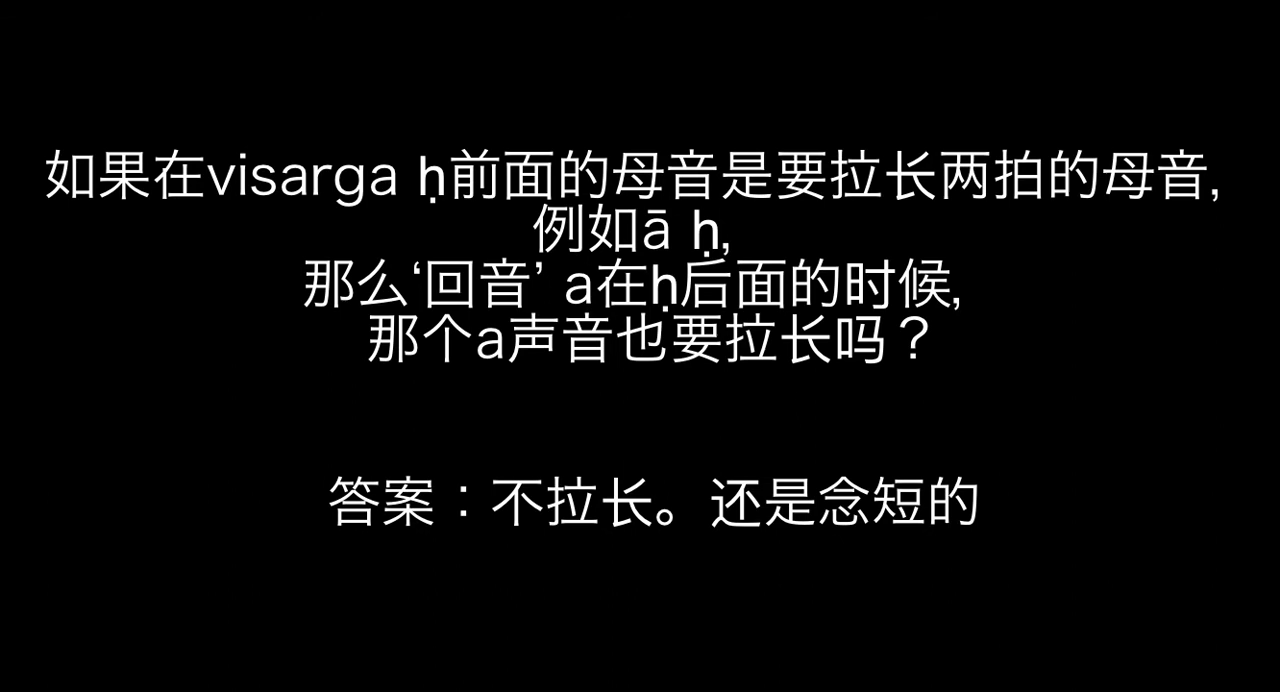 如果在visarga ḥ前面的母音是要拉长两拍的母音,
例如ā ḥ,
那么‘回音’ a在ḥ后面的时候,
那个a声音也要拉长吗？
答案：不拉长。还是念短的